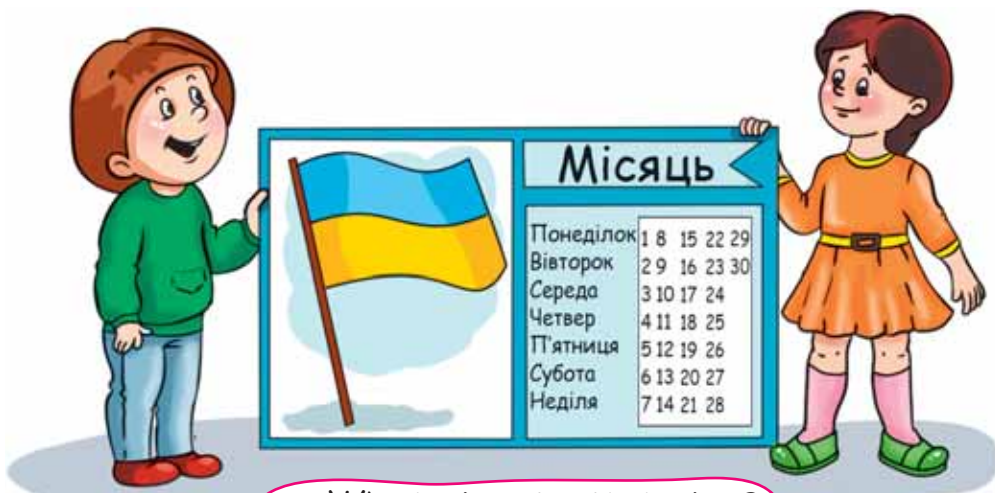 Місяць
Понеділок 1 8 15 22 29
Вівторок 2 9 16 23 30
Середа 3 10 17 24
Четвер 4 11 18 25
П'ятниця 5 12 19 26
Субота 6 13 20 27
Неділя 7 14 21 28